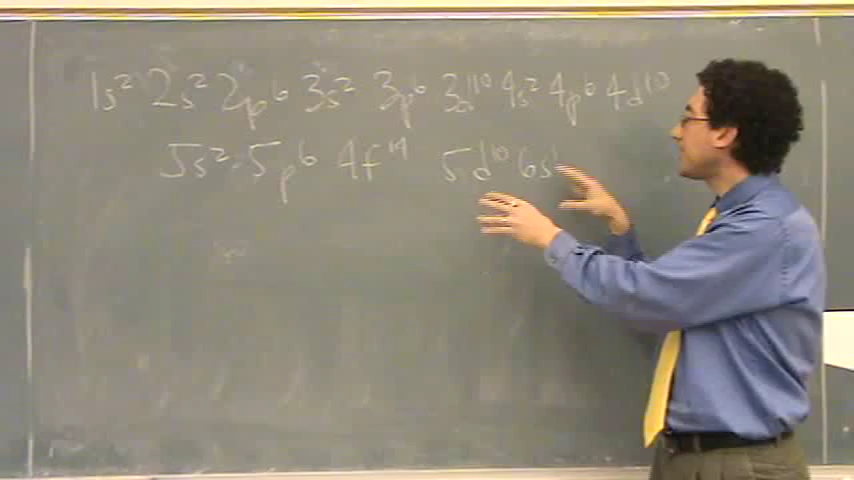 1s² 2s² 2p⁶ 3s² 3p⁶ 3d¹⁰ 4s² 4p⁶ 4d¹⁰
5s² 5p⁶ 4f¹⁴ 5d¹⁰ 6s¹